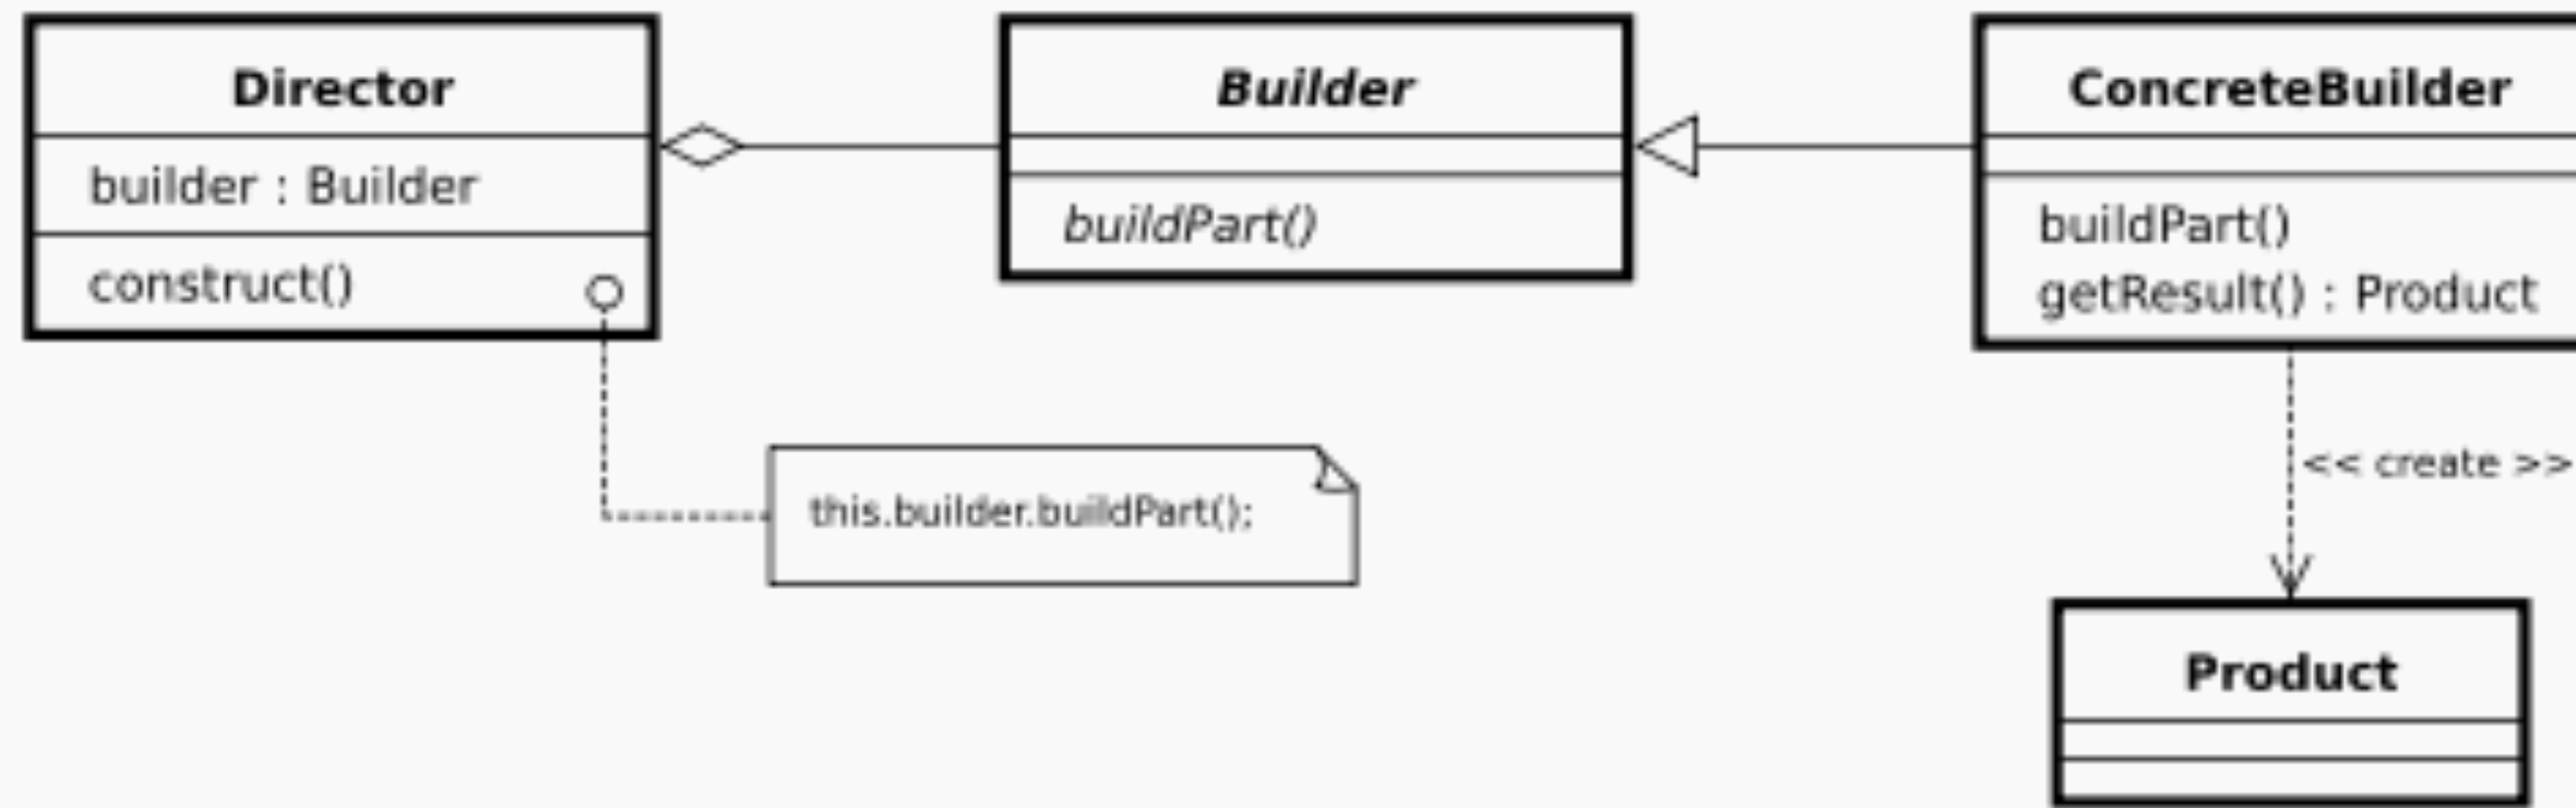 Director
builder : Builder
construct()
Builder
buildPart()
ConcreteBuilder
buildPart()
getResult() : Product
<< create >>
this.builder.buildPart();
Product